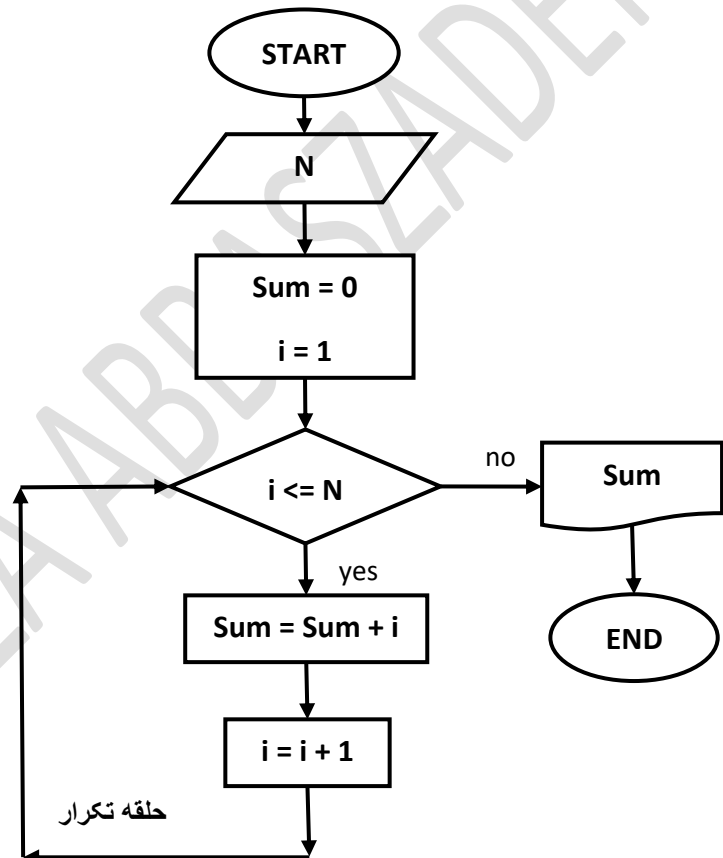 START
N
Sum = 0
i = 1
i <= N
no
Sum
yes
Sum = Sum + i
END
i = i + 1
حلقه تکرار